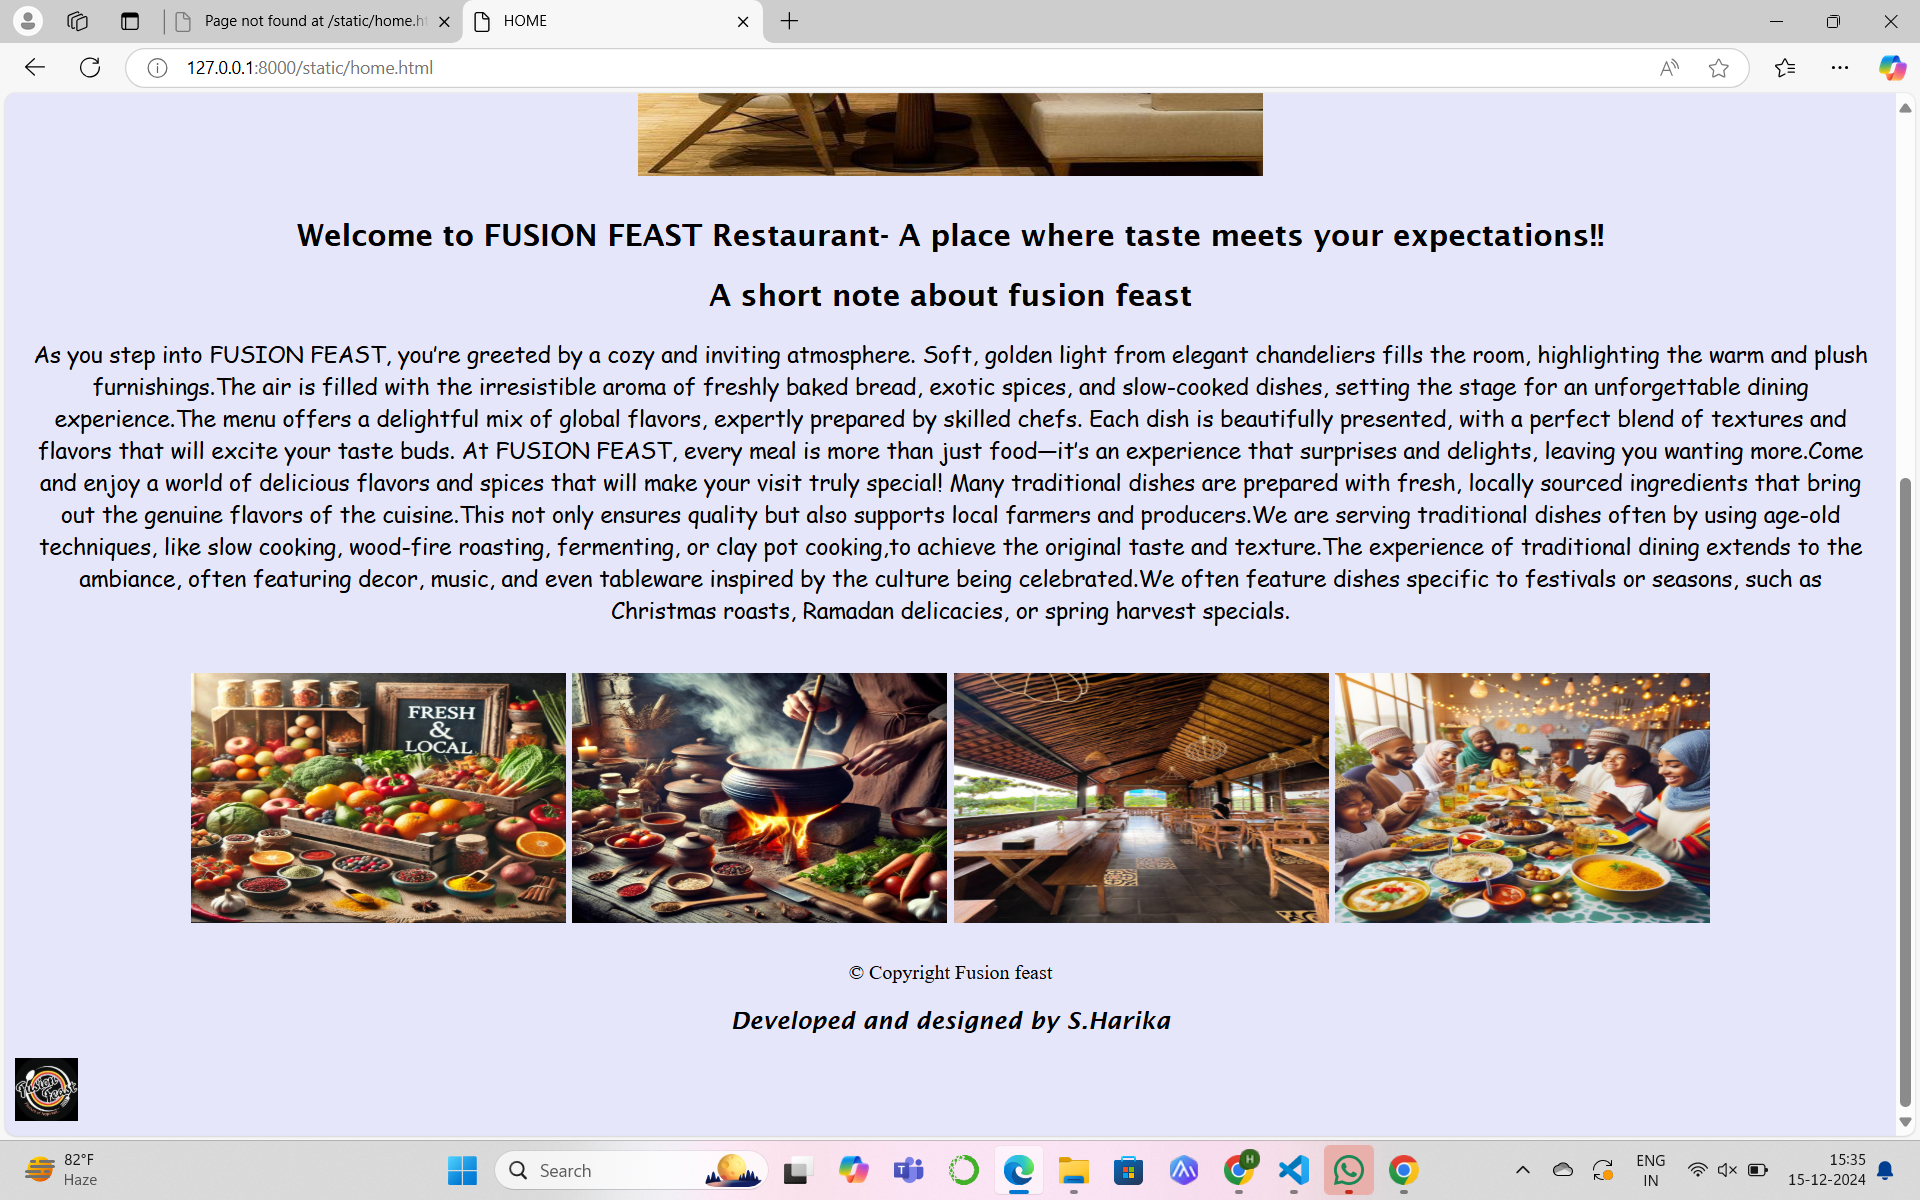 Page not found at /static/home.ht
HOME
127.0.0.1:8000/static/home.html
Welcome to FUSION FEAST Restaurant- A place where taste meets your expectations!!
A short note about fusion feast
As you step into FUSION FEAST, you're greeted by a cozy and inviting atmosphere. Soft, golden light from elegant chandeliers fills the room, highlighting the warm and plush
furnishings.The air is filled with the irresistible aroma of freshly baked bread, exotic spices, and slow-cooked dishes, setting the stage for an unforgettable dining
experience.The menu offers a delightful mix of global flavors, expertly prepared by skilled chefs. Each dish is beautifully presented, with a perfect blend of textures and
flavors that will excite your taste buds. At FUSION FEAST, every meal is more than just food—it's an experience that surprises and delights, leaving you wanting more.Come
and enjoy a world of delicious flavors and spices that will make your visit truly special! Many traditional dishes are prepared with fresh, locally sourced ingredients that bring
out the genuine flavors of the cuisine.This not only ensures quality but also supports local farmers and producers.We are serving traditional dishes often by using age-old
techniques, like slow cooking, wood-fire roasting, fermenting, or clay pot cooking,to achieve the original taste and texture.The experience of traditional dining extends to the
ambiance, often featuring decor, music, and even tableware inspired by the culture being celebrated.We often feature dishes specific to festivals or seasons, such as
Christmas roasts, Ramadan delicacies, or spring harvest specials.
FRESH
&
LOCAL
© Copyright Fusion feast
Developed and designed by S.Harika
Fusion
Feast
82°F
Haze
Search
H
ENG
IN
15:35
15-12-2024